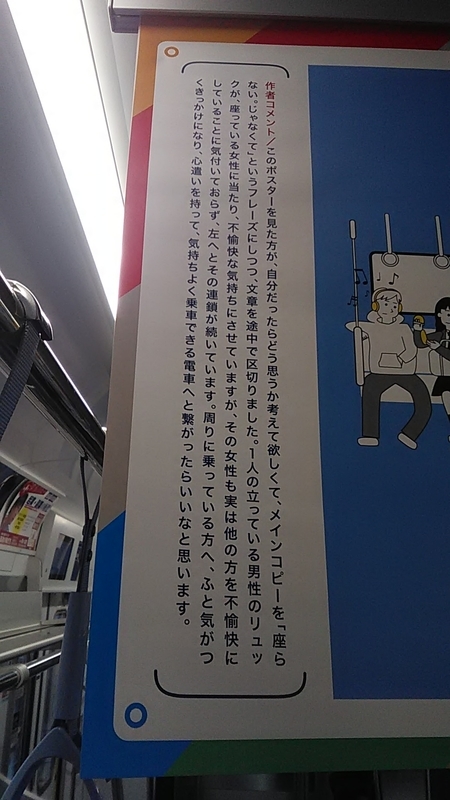 作者コメント／このポスターを見た方が、自分だったらどう思うか考えて欲しくて、メインコピーを「座ら
ない。じゃなくて」というフレーズにしつつ、文章を途中で区切りました。1人の立っている男性のリュッ
クが、座っている女性に当たり、不愉快な気持ちにさせていますが、その女性も実は他の方を不愉快に
していることに気付いておらず、左へとその連鎖が続いています。周りに乗っている方へ、ふと気がつ
くきっかけになり、心遣いを持って、気持ちよく乗車できる電車へと繋がったらいいなと思います。